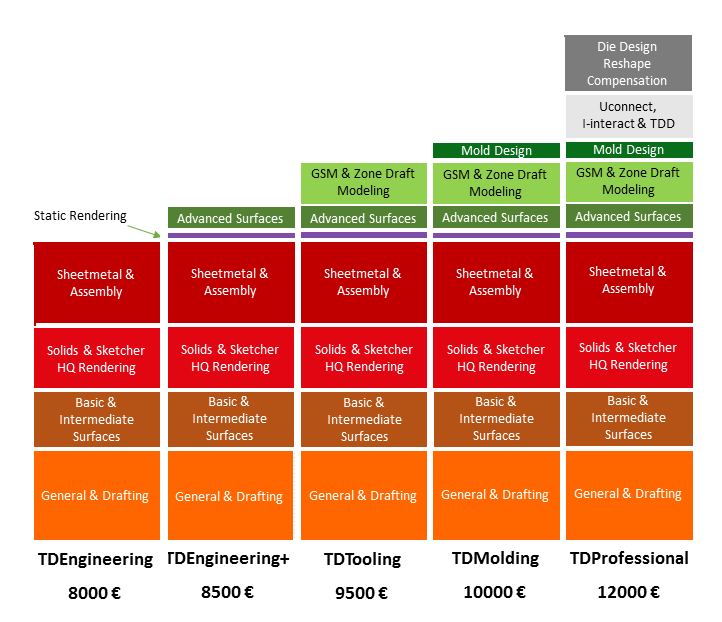 Die Design
Reshape
Compensation
Uconnect,
I-interact & TDD
Mold Design
Mold Design
GSM & Zone Draft
Modeling
GSM & Zone Draft
Modeling
GSM & Zone Draft
Modeling
Static Rendering
Advanced Surfaces
Advanced Surfaces
Advanced Surfaces
Advanced Surfaces
Sheetmetal &
Assembly
Sheetmetal &
Assembly
Sheetmetal &
Assembly
Sheetmetal &
Assembly
Sheetmetal &
Assembly
Solids & Sketcher
HQ Rendering
Solids & Sketcher
HQ Rendering
Solids & Sketcher
HQ Rendering
Solids & Sketcher
HQ Rendering
Solids & Sketcher
HQ Rendering
Basic &
Intermediate
Surfaces
Basic &
Intermediate
Surfaces
Basic &
Intermediate
Surfaces
Basic &
Intermediate
Surfaces
Basic &
Intermediate
Surfaces
General & Drafting
General & Drafting
General & Drafting
General & Drafting
General & Drafting
TDEngineering
TDEngineering+
TDTooling
TDMolding
TDProfessional
8000 €
8500 €
9500 €
10000 €
12000 €